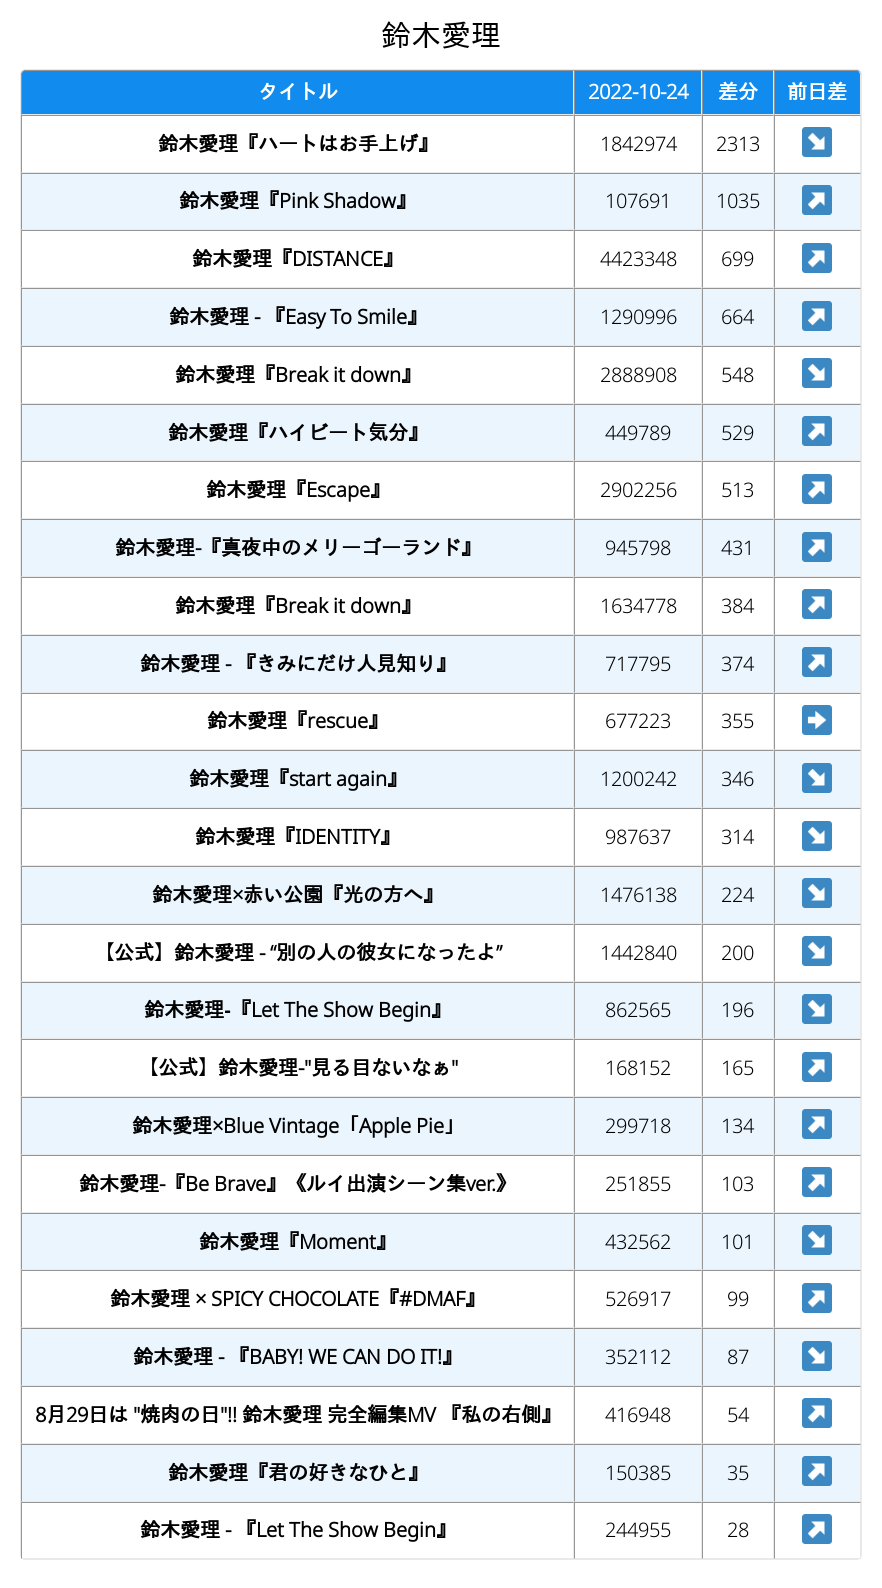 鈴木愛理
タイトル 2022-10-24 差分 前日差
鈴木愛理『ハートはお手上げ』 1842974 2313 ↘
鈴木愛理『Pink Shadow』 107691 1035 ↗
鈴木愛理『DISTANCE』 4423348 699 ↗
鈴木愛理 - 『Easy To Smile』 1290996 664 ↗
鈴木愛理『Break it down』 2888908 548 ↘
鈴木愛理『ハイビート気分』 449789 529 ↗
鈴木愛理『Escape』 2902256 513 ↗
鈴木愛理-『真夜中のメリーゴーランド』 945798 431 ↗
鈴木愛理『Break it down』 1634778 384 ↗
鈴木愛理 - 『きみにだけ人見知り』 717795 374 ↗
鈴木愛理『rescue』 677223 355 →
鈴木愛理『start again』 1200242 346 ↘
鈴木愛理『IDENTITY』 987637 314 ↘
鈴木愛理×赤い公園『光の方へ』 1476138 224 ↘
【公式】鈴木愛理 - “別の人の彼女になったよ” 1442840 200 ↘
鈴木愛理-『Let The Show Begin』 862565 196 ↘
【公式】鈴木愛理-"見る目ないなぁ" 168152 165 ↗
鈴木愛理×Blue Vintage「Apple Pie」 299718 134 ↗
鈴木愛理-『Be Brave』《ルイ出演シーン集ver.》 251855 103 ↗
鈴木愛理『Moment』 432562 101 ↘
鈴木愛理 × SPICY CHOCOLATE『#DMAF』 526917 99 ↗
鈴木愛理 - 『BABY! WE CAN DO IT!』 352112 87 ↘
8月29日は "焼肉の日"!! 鈴木愛理 完全編集MV 『私の右側』 416948 54 ↗
鈴木愛理『君の好きなひと』 150385 35 ↗
鈴木愛理 - 『Let The Show Begin』 244955 28 ↗